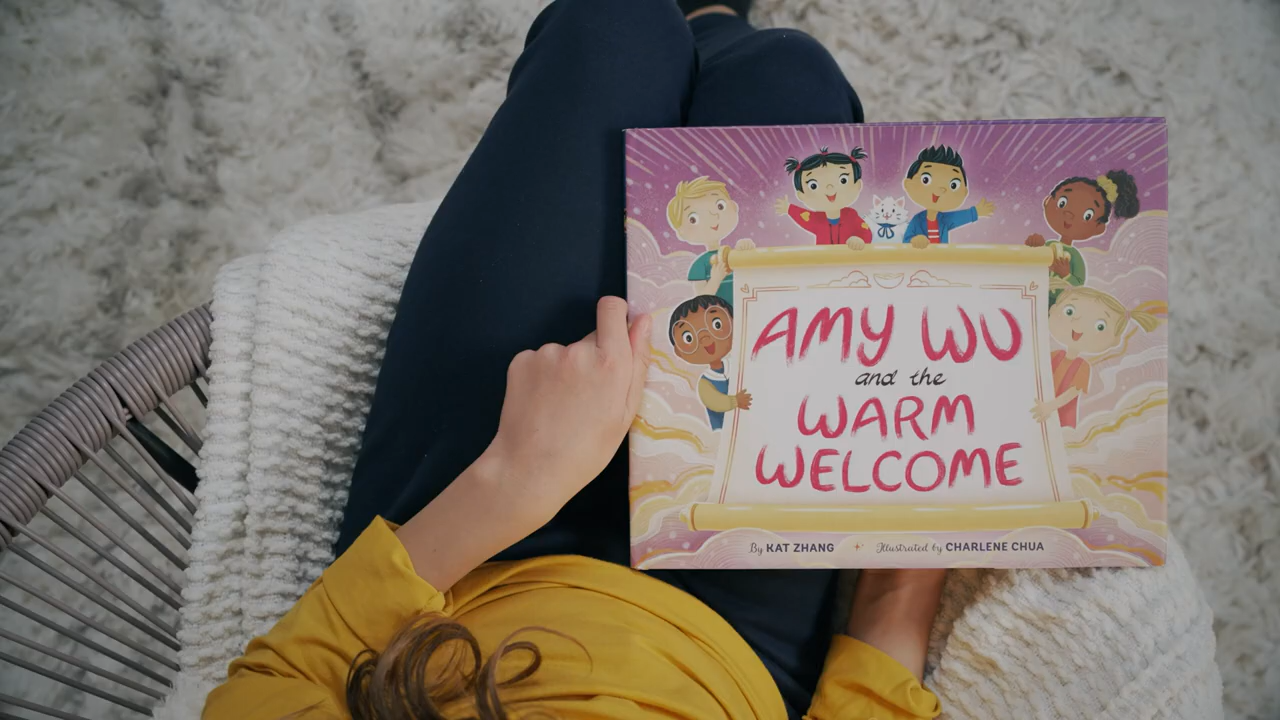 AMY WU
and the
WARM
WELCOME
By KAT ZHANG Illustrated by CHARLENE CHUA